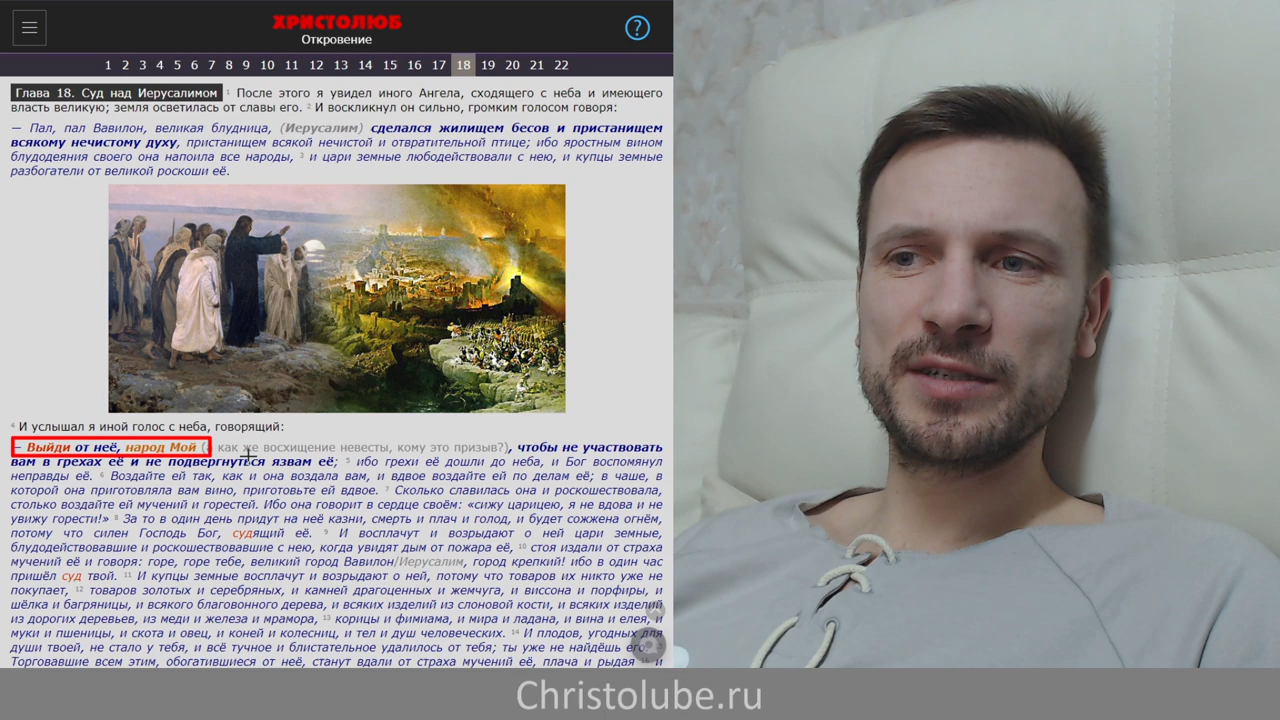 ХРИСТОЛЮБ
Откровение
?
1 2 3 4 5 6 7 8 9 10 11 12 13 14 15 16 17 18 19 20 21 22
Глава 18. Суд над Иерусалимом 1 После этого я увидел иного Ангела, сходящего с неба и имеющего
власть великую; земля осветилась от славы его. 2 И воскликнул он сильно, громким голосом говоря:
— Пал, пал Вавилон, великая блудница, (Иерусалим) сделался жилищем бесов и пристанищем
всякому нечистому духу, пристанищем всякой нечистой и отвратительной птице; ибо яростным вином
блудодеяния своего она напоила все народы, 3 и цари земные любодействовали с нею, и купцы земные
разбогатели от великой роскоши её.
4 И услышал я иной голос с неба, говорящий:
— Выйди от неё, народ Мой как же восхищение невесты, кому это призыв?), чтобы не участвовать
вам в грехах её и не подвергнуться язвам её; 5 ибо грехи её дошли до неба, и Бог воспомянул
неправды её. 6 Воздайте ей так, как и она воздала вам, и вдвое воздайте ей по делам её; в чаше, в
которой она приготовляла вам вино, приготовьте ей вдвое. 7 Сколько славилась она и роскошествовала,
столько воздайте ей мучений и горестей. Ибо она говорит в сердце своём: «сижу царицею, я не вдова и не
увижу горести!» 8 За то в один день придут на неё казни, смерть и плач и голод, и будет сожжена огнём,
потому что силен Господь Бог, судящий её. 9 И восплачут и возрыдают о ней цари земные,
блудодействовавшие и роскошествовавшие с нею, когда увидят дым от пожара её, 10 стоя издали от страха
мучений её и говоря: горе, горе тебе, великий город Вавилон/Иерусалим, город крепкий! ибо в один час
пришёл суд твой. 11 И купцы земные восплачут и возрыдают о ней, потому что товаров их никто уже не
покупает, 12 товаров золотых и серебряных, и камней драгоценных и жемчуга, и виссона и порфиры, и
шёлка и багряницы, и всякого благовонного дерева, и всяких изделий из слоновой кости, и всяких изделий
из дорогих деревьев, из меди и железа и мрамора, 13 корицы и фимиама, и мира и ладана, и вина и елея, и
муки и пшеницы, и скота и овец, и коней и колесниц, и тел и душ человеческих. 14 И плодов, угодных для
души твоей, не стало у тебя, и всё тучное и блистательное удалилось от тебя; ты уже не найдёшь его.
Торговавшие всем этим, обогатившиеся от неё, станут вдали от страха мучений её, плача и рыдая и
Christolube.ru